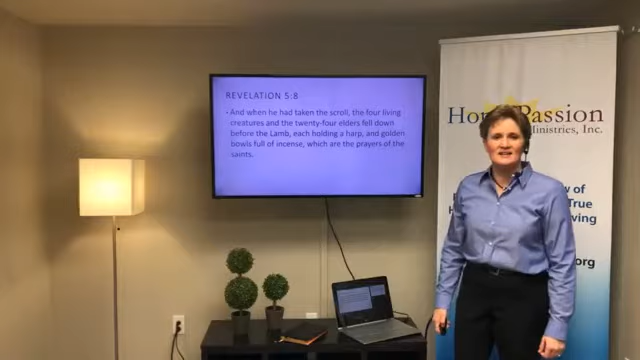 REVELATION 5:8
• And when he had taken the scroll, the four living
creatures and the twenty-four elders fell down
before the Lamb, each holding a harp, and golden
bowls full of incense, which are the prayers of the
saints.
Passion
Ministries, Inc.
of
True